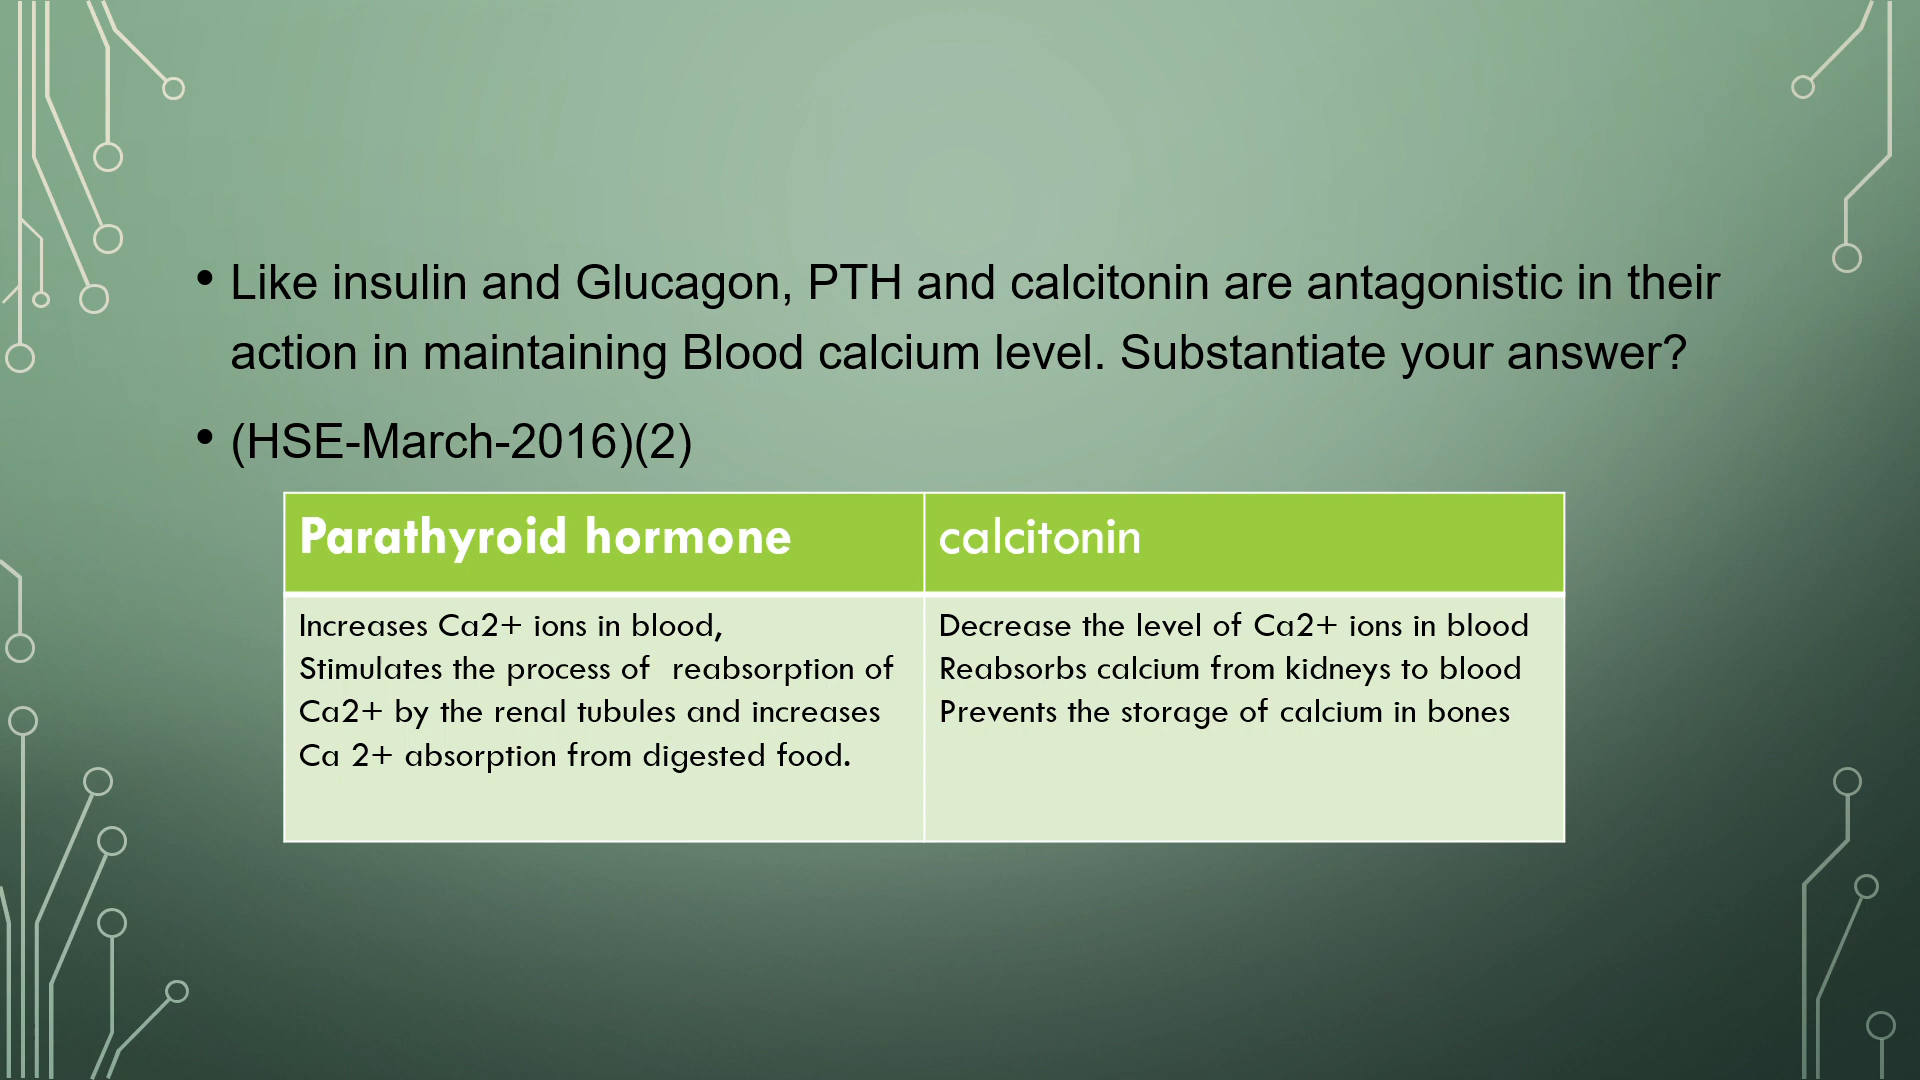 • Like insulin and Glucagon, PTH and calcitonin are antagonistic in their
action in maintaining Blood calcium level. Substantiate your answer?
• (HSE-March-2016)(2)
Parathyroid hormone
calcitonin
Increases Ca2+ ions in blood,
Stimulates the process of  reabsorption of
Ca2+ by the renal tubules and increases
Ca 2+ absorption from digested food.
Decrease the level of Ca2+ ions in blood
Reabsorbs calcium from kidneys to blood
Prevents the storage of calcium in bones